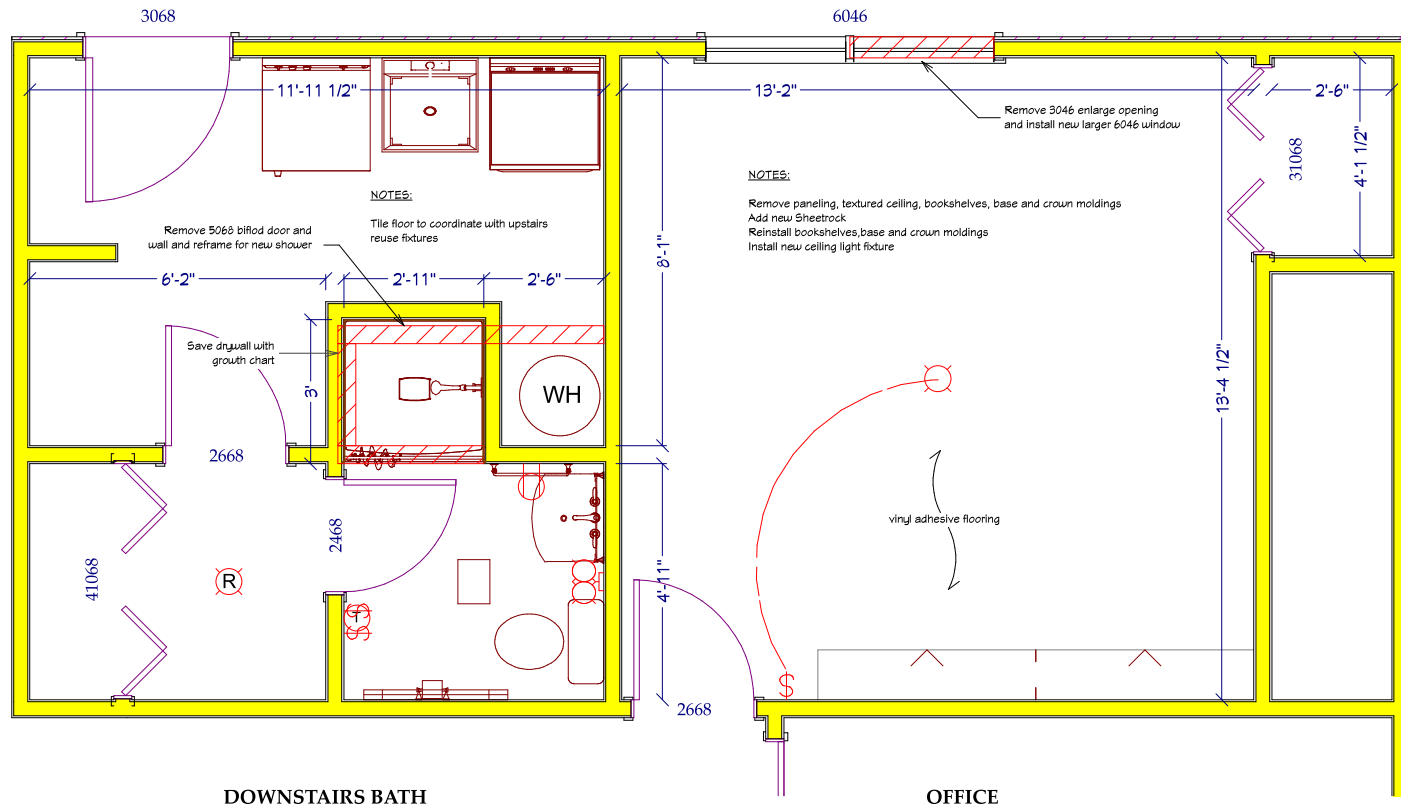 3068
6046
11'-11 1/2"
13'-2"
2'-6"
Remove 3046 enlarge opening
and install new larger 6046 window
31068
4'-1 1/2"
NOTES:
Tile floor to coordinate with upstairs
reuse fixtures
NOTES:
Remove paneling, textured ceiling, bookshelves, base and crown moldings
Add new Sheetrock
Reinstall bookshelves,base and crown moldings
Install new ceiling light fixture
Remove 5068 biflod door and
wall and reframe for new shower
8'-1"
6'-2"
2'-11"
2'-6"
Save drywall with
growth chart
3'
WH
13'-4 1/2"
2668
2468
41068
R
T
4'-11"
vinyl adhesive flooring
$
2668
DOWNSTAIRS BATH
OFFICE